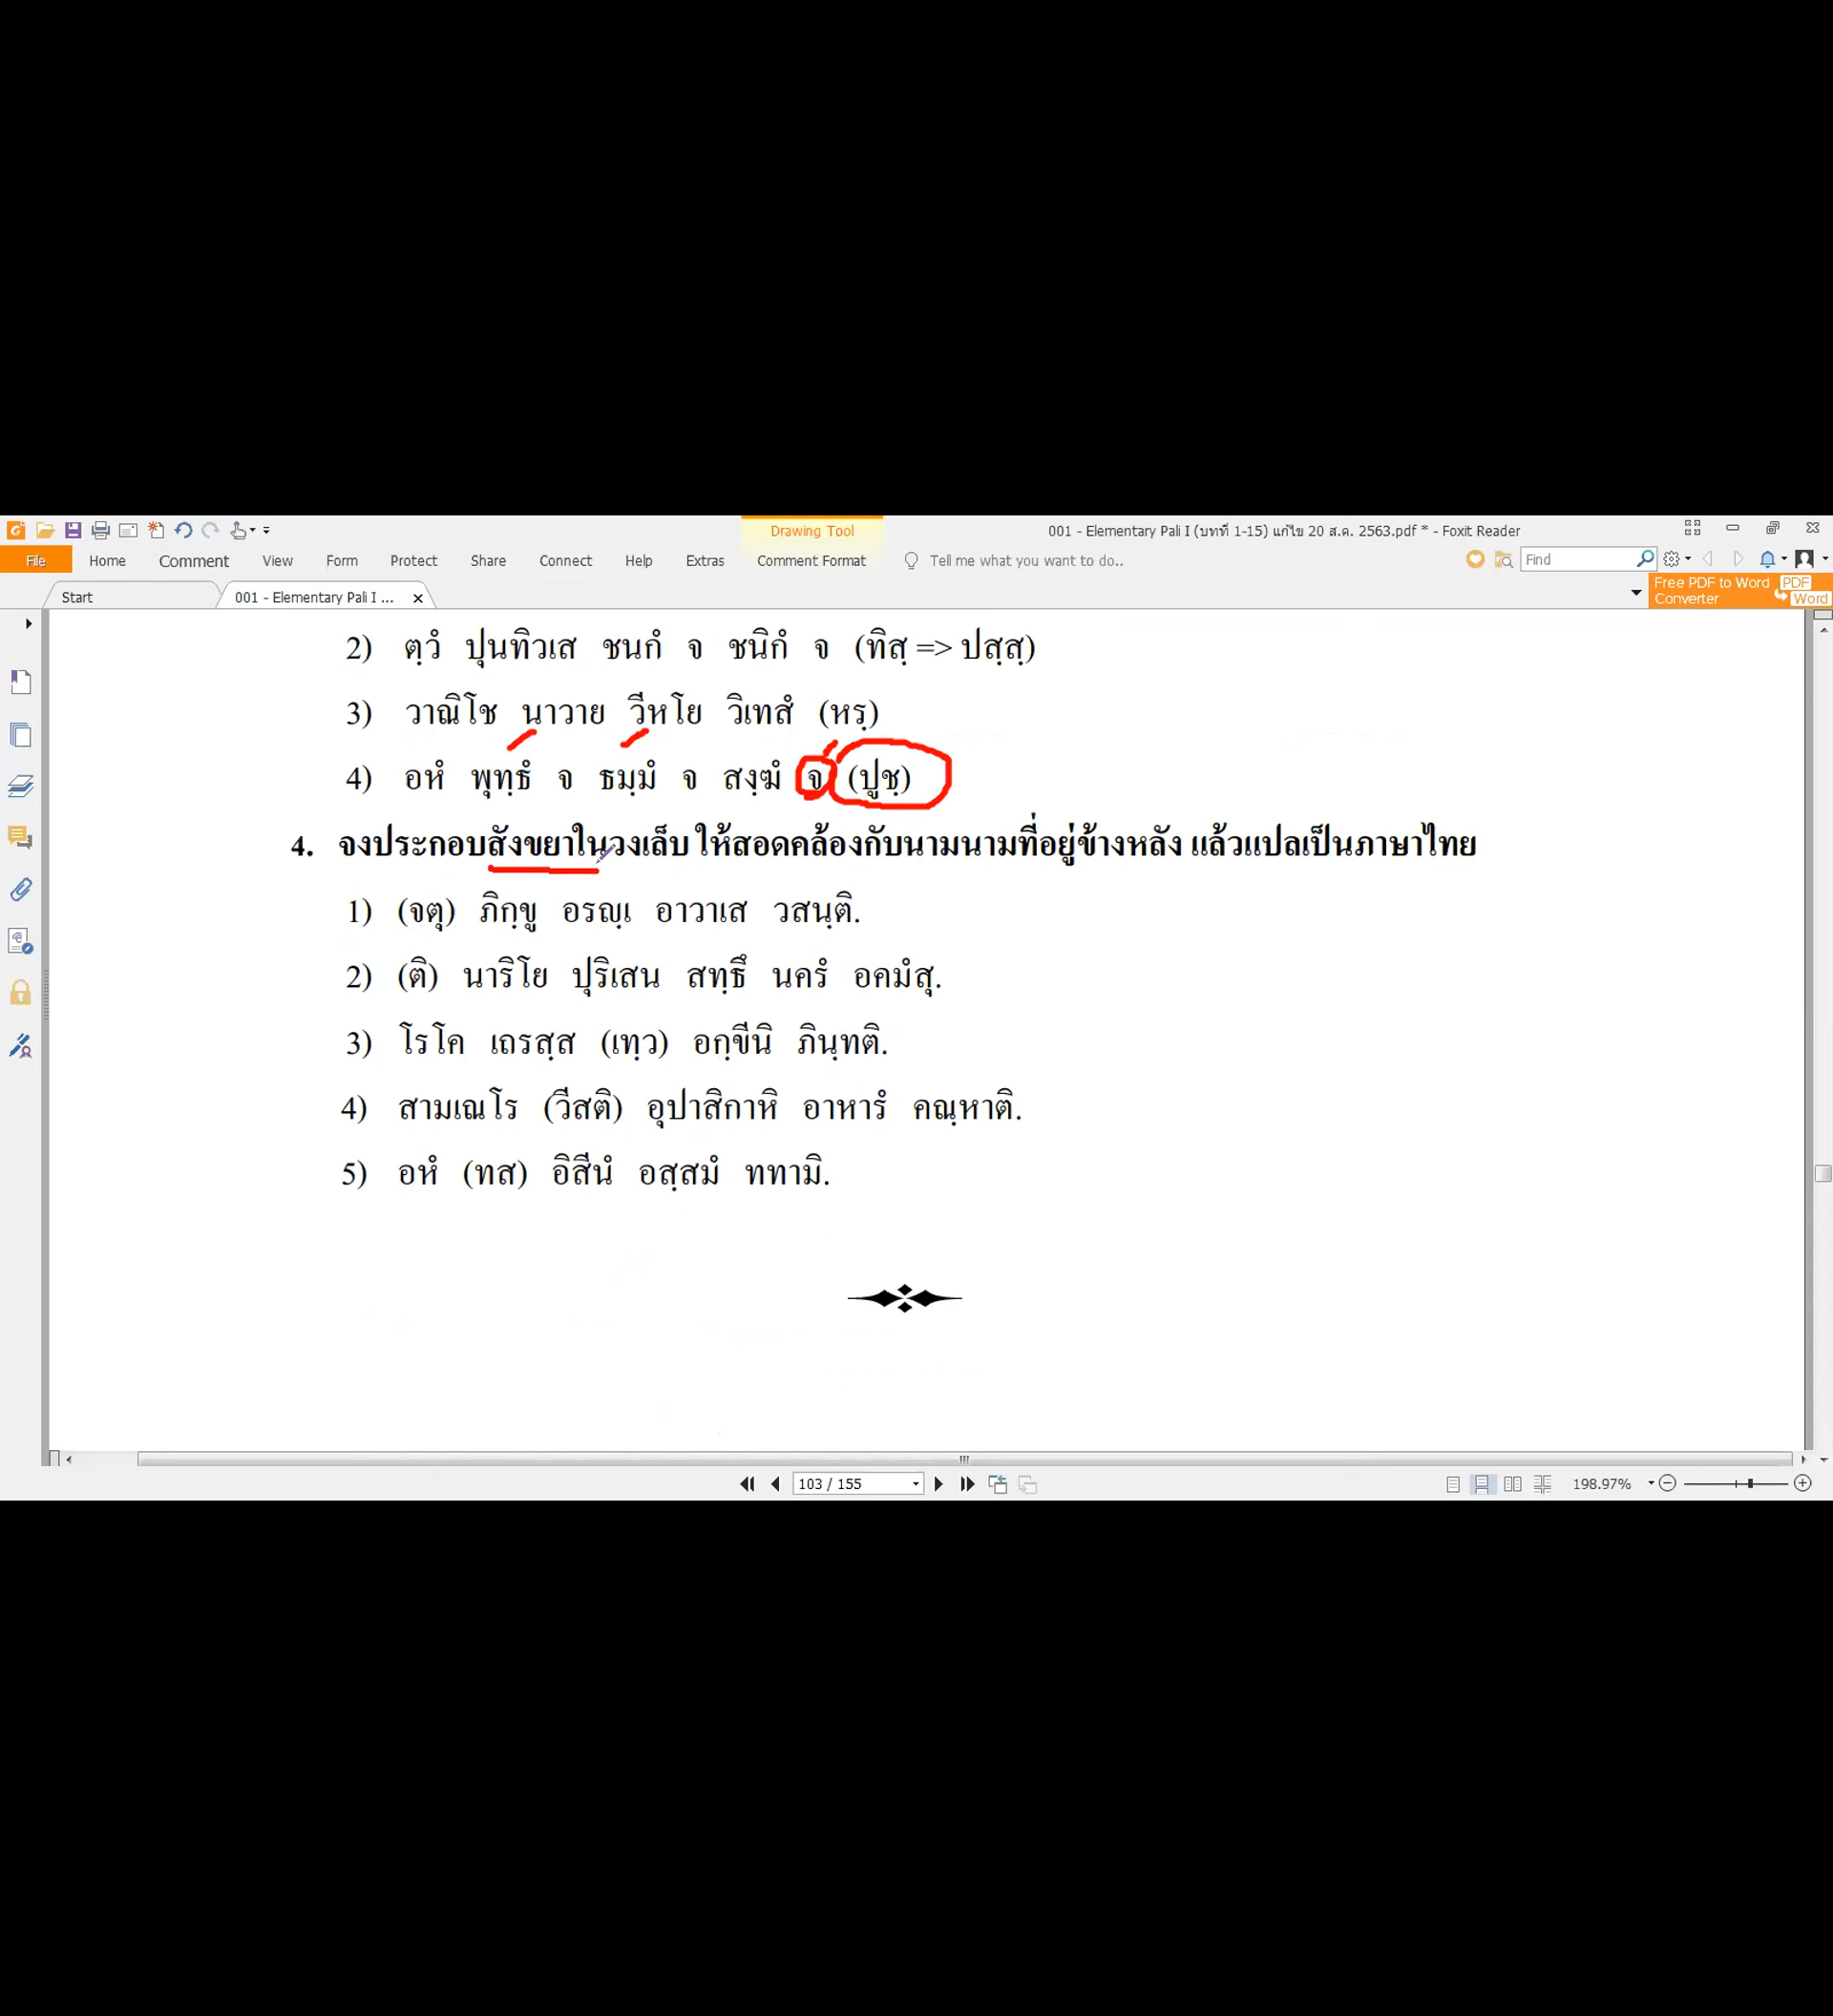 Drawing Tool
001 - Elementary Pali I (บทที่ 1-15) แก้ไข 20 ส.ค. 2563.pdf * - Foxit Reader
File Home Comment View Form Protect Share Connect Help Extras Comment Format Tell me what you want to do.. Find
Start 001 - Elementary Pali I ... Free PDF to Word Converter PDF Word
2) ตฺวํ ปุนทิวเส ชนกํ จ ชนิกํ จ (ทิสฺ => ปสฺสฺ)
3) วาณิโช นาวาย วีหโย วิเทสํ (หรฺ)
4) อหํ พุทฺธํ จ ธมฺมํ จ สงฺฆํ จ (ปูชฺ)
4. จงประกอบสังขยาในวงเล็บ ให้สอดคล้องกับนามนามที่อยู่ข้างหลัง แล้วแปลเป็นภาษาไทย
1) (จตุ) ภิกฺขู อรญฺเ อาวาเส วสนฺติ.
2) (ติ) นาริโย ปุริเสน สทฺธึ นครํ อคมํสุ.
3) โรโค เถรสฺส (เทฺว) อกฺขีนิ ภินฺทติ.
4) สามเณโร (วีสติ) อุปาสิกาหิ อาหารํ คณฺหาติ.
5) อหํ (ทส) อิสีนํ อสฺสมํ ททามิ.
103 / 155 198.97%